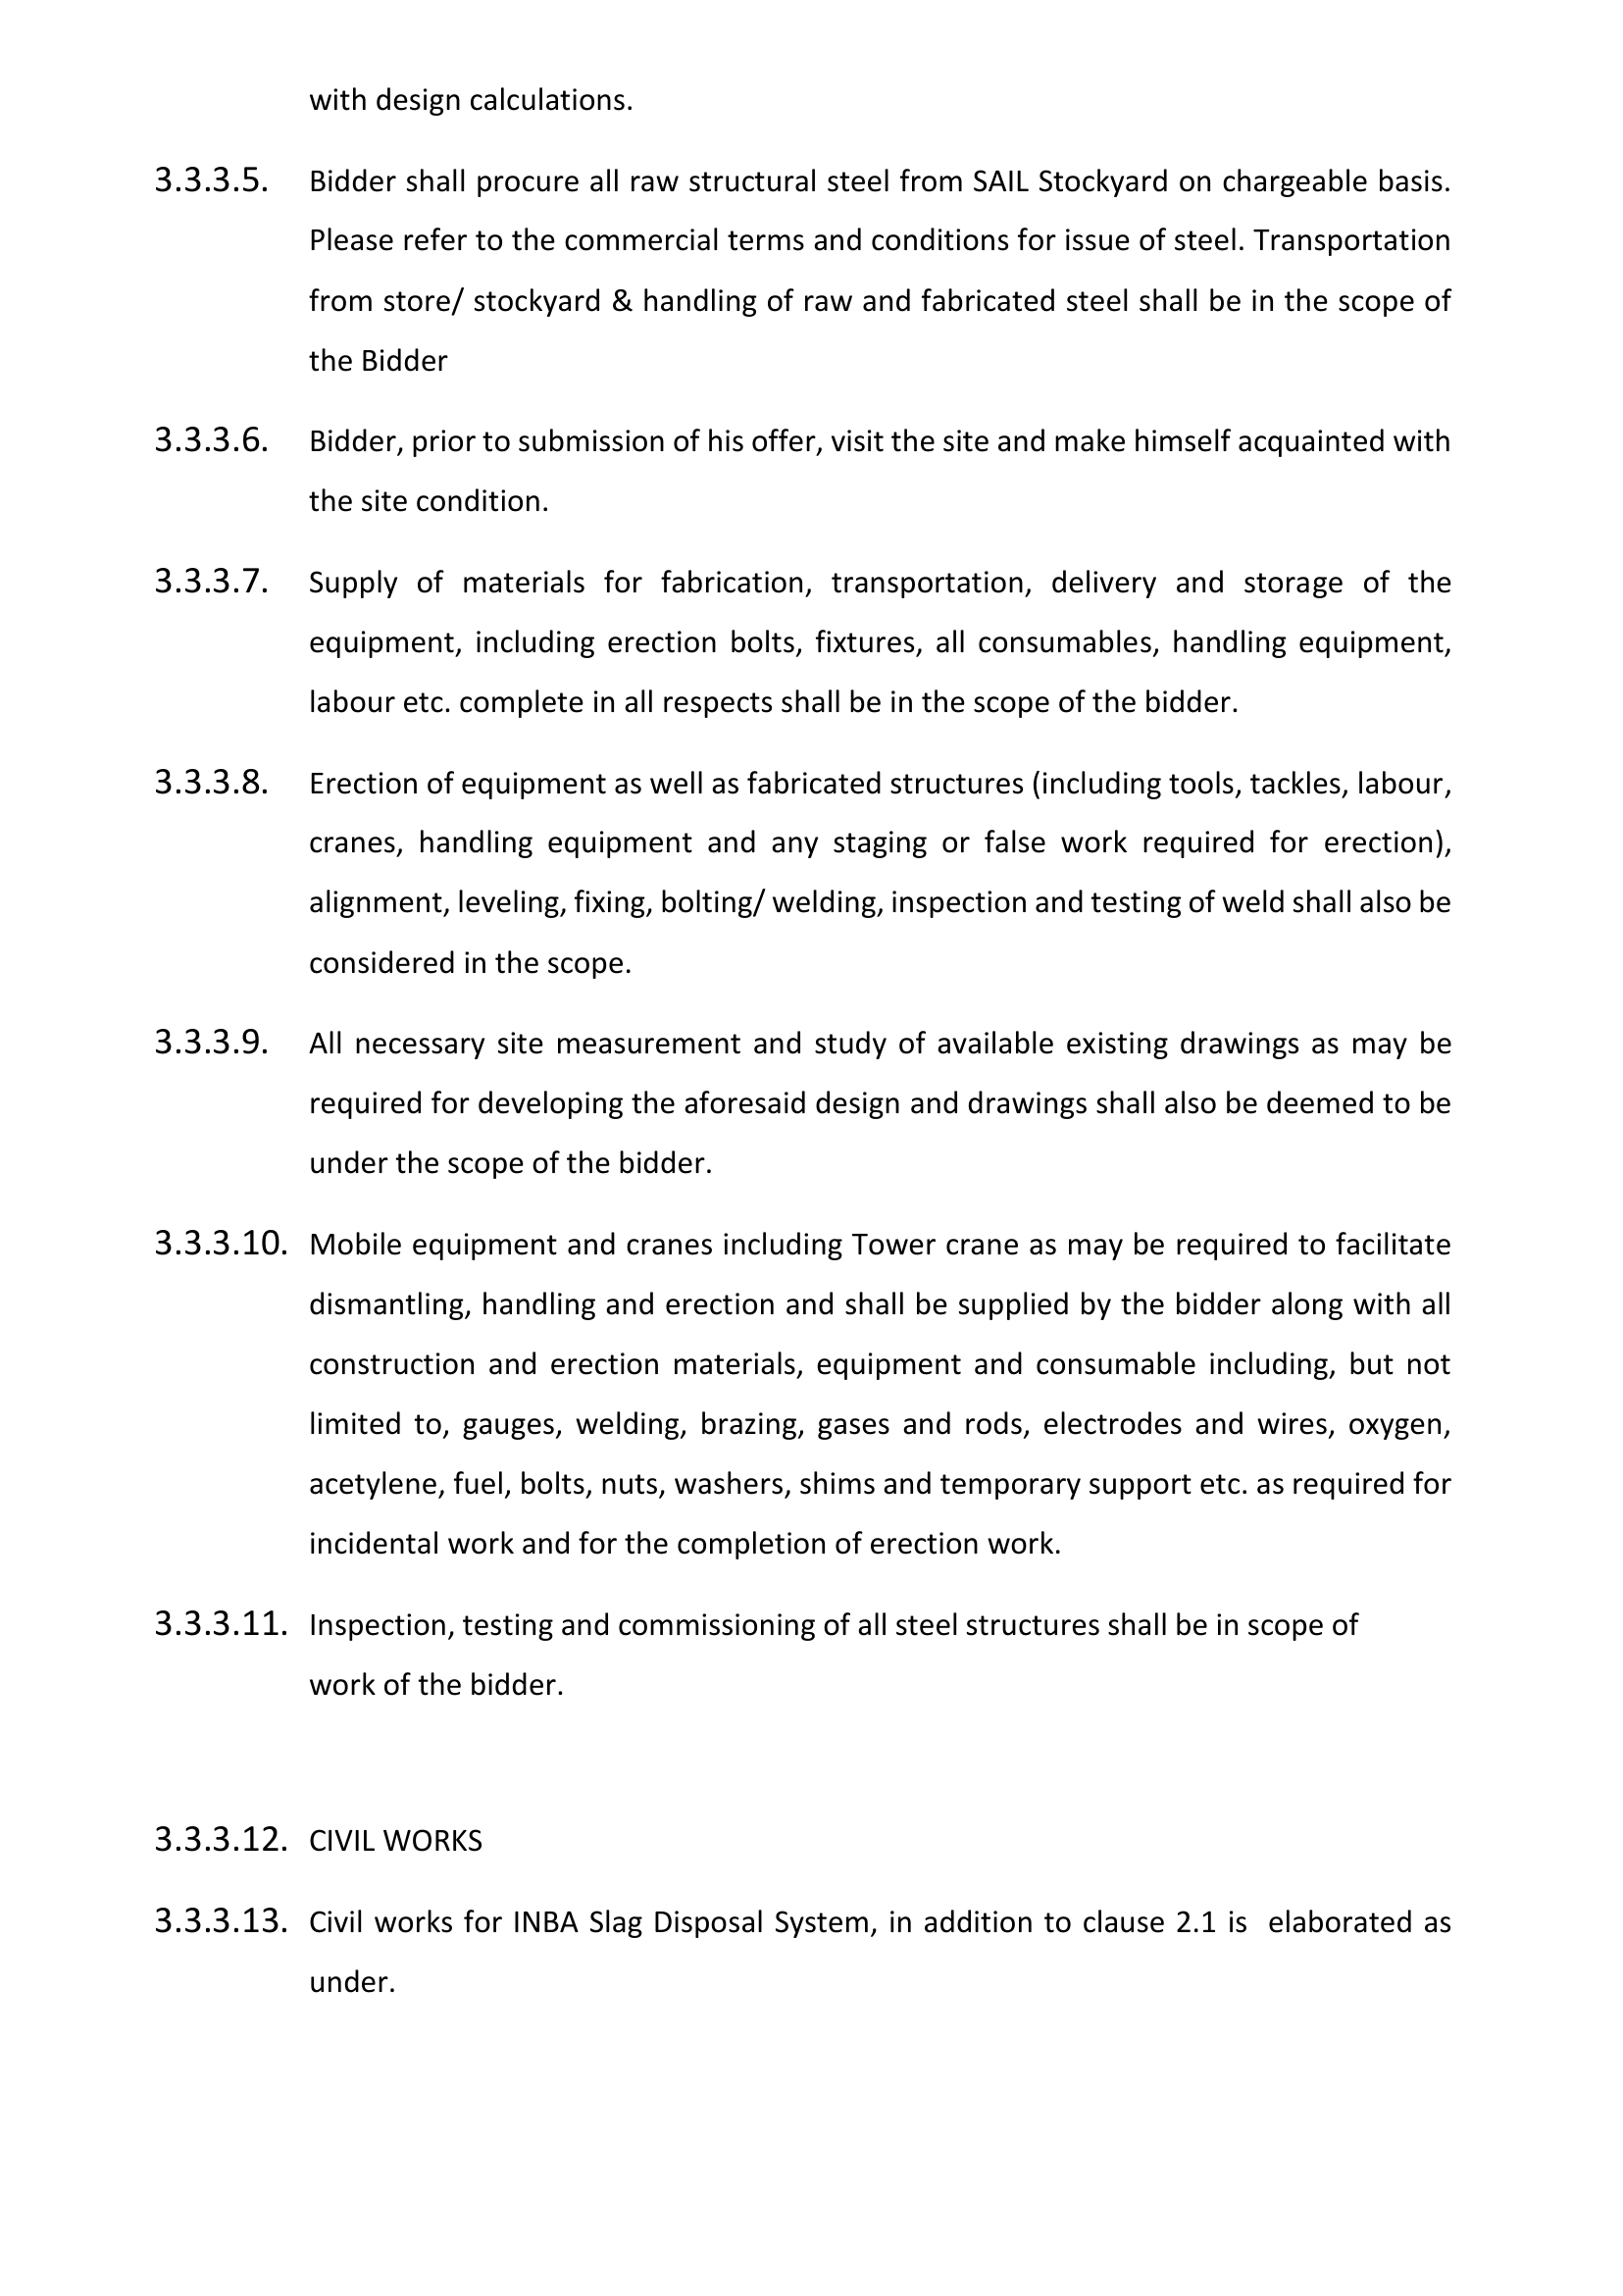 with design calculations.
3.3.3.5. Bidder shall procure all raw structural steel from SAIL Stockyard on chargeable basis.
Please refer to the commercial terms and conditions for issue of steel. Transportation
from store/ stockyard & handling of raw and fabricated steel shall be in the scope of
the Bidder
3.3.3.6. Bidder, prior to submission of his offer, visit the site and make himself acquainted with
the site condition.
3.3.3.7. Supply of materials for fabrication, transportation, delivery and storage of the
equipment, including erection bolts, fixtures, all consumables, handling equipment,
labour etc. complete in all respects shall be in the scope of the bidder.
3.3.3.8. Erection of equipment as well as fabricated structures (including tools, tackles, labour,
cranes, handling equipment and any staging or false work required for erection),
alignment, leveling, fixing, bolting/ welding, inspection and testing of weld shall also be
considered in the scope.
3.3.3.9. All necessary site measurement and study of available existing drawings as may be
required for developing the aforesaid design and drawings shall also be deemed to be
under the scope of the bidder.
3.3.3.10. Mobile equipment and cranes including Tower crane as may be required to facilitate
dismantling, handling and erection and shall be supplied by the bidder along with all
construction and erection materials, equipment and consumable including, but not
limited to, gauges, welding, brazing, gases and rods, electrodes and wires, oxygen,
acetylene, fuel, bolts, nuts, washers, shims and temporary support etc. as required for
incidental work and for the completion of erection work.
3.3.3.11. Inspection, testing and commissioning of all steel structures shall be in scope of
work of the bidder.
3.3.3.12. CIVIL WORKS
3.3.3.13. Civil works for INBA Slag Disposal System, in addition to clause 2.1 is elaborated as
under.